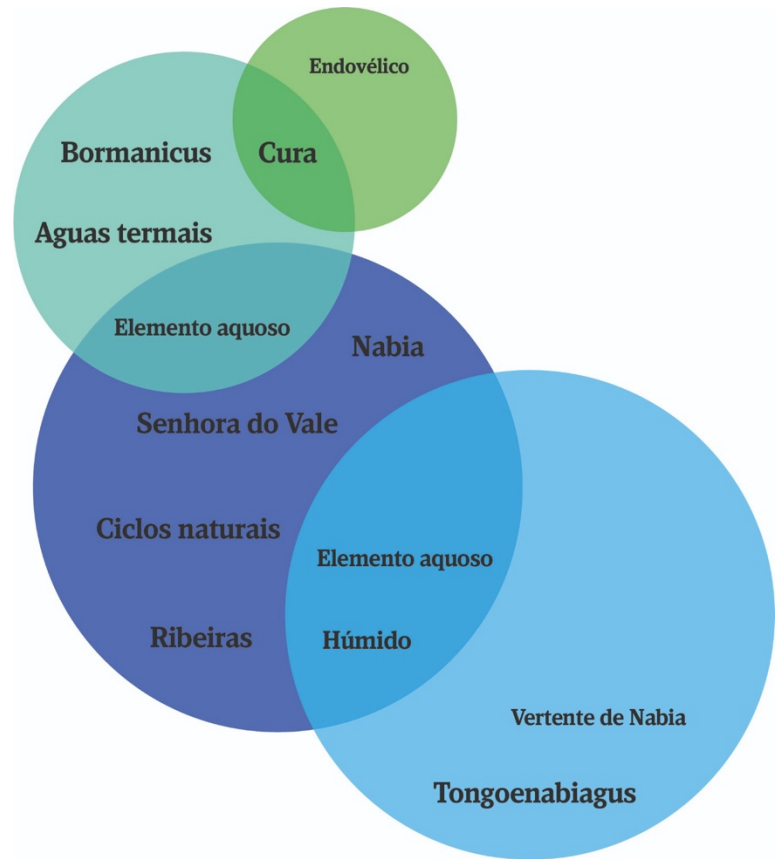 Endovélico
Bormanicus
Cura
Aguas termais
Elemento aquoso
Nabia
Senhora do Vale
Ciclos naturais
Elemento aquoso
Ribeiras
Húmido
Vertente de Nabia
Tongoenabiagus